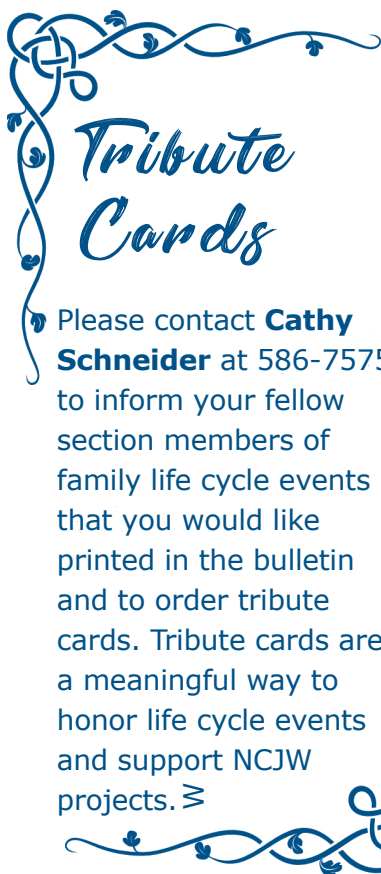 Tribute
Cards
Please contact Cathy
Schneider at 586-7575
to inform your fellow
section members of
family life cycle events
that you would like
printed in the bulletin
and to order tribute
cards. Tribute cards are
a meaningful way to
honor life cycle events
and support NCJW
projects.